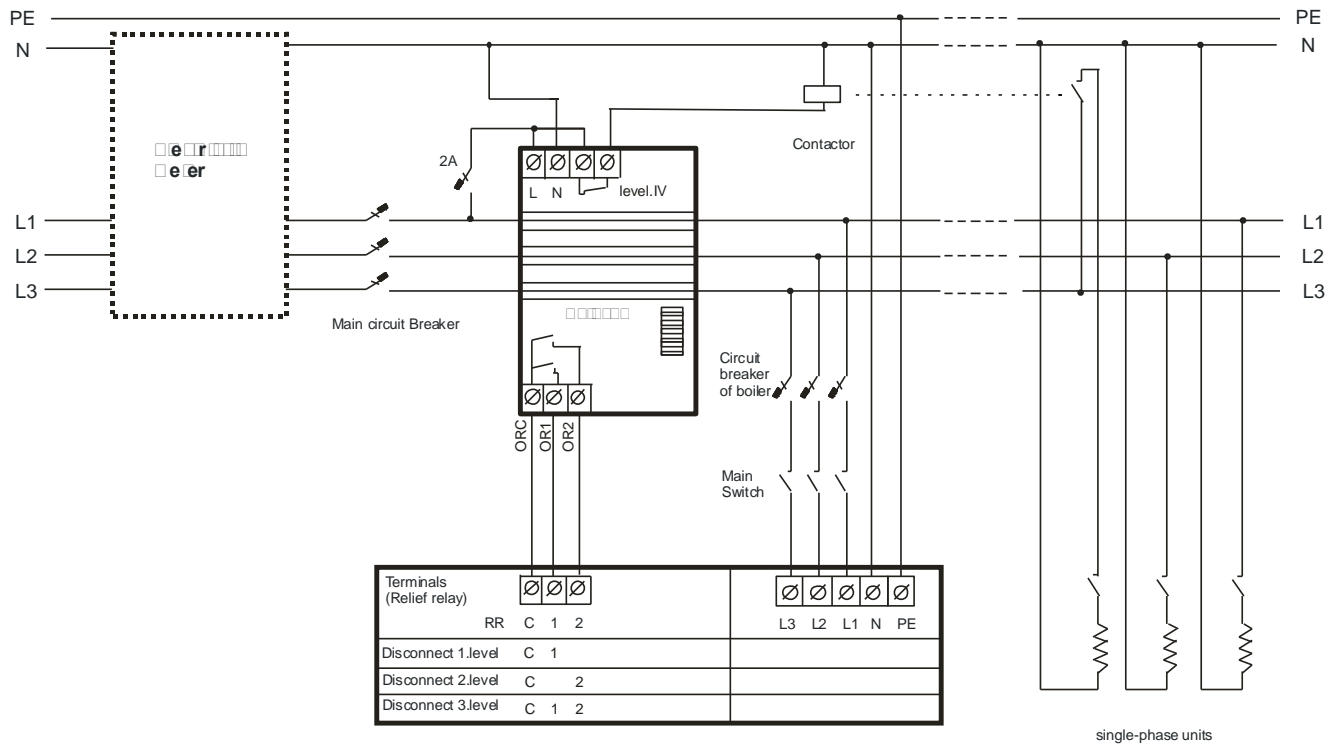 PE PE
N N
2A
Contactor
L N level.IV
L1 L1
L2 L2
L3 L3
Main circuit Breaker
Circuit
breaker
of boiler
ORC
OR1
OR2
Main
Switch
Terminals
(Relief relay)
RR C 1 2
L3 L2 L1 N PE
Disconnect 1.level C 1
Disconnect 2.level C 2
Disconnect 3.level C 1 2
single-phase units